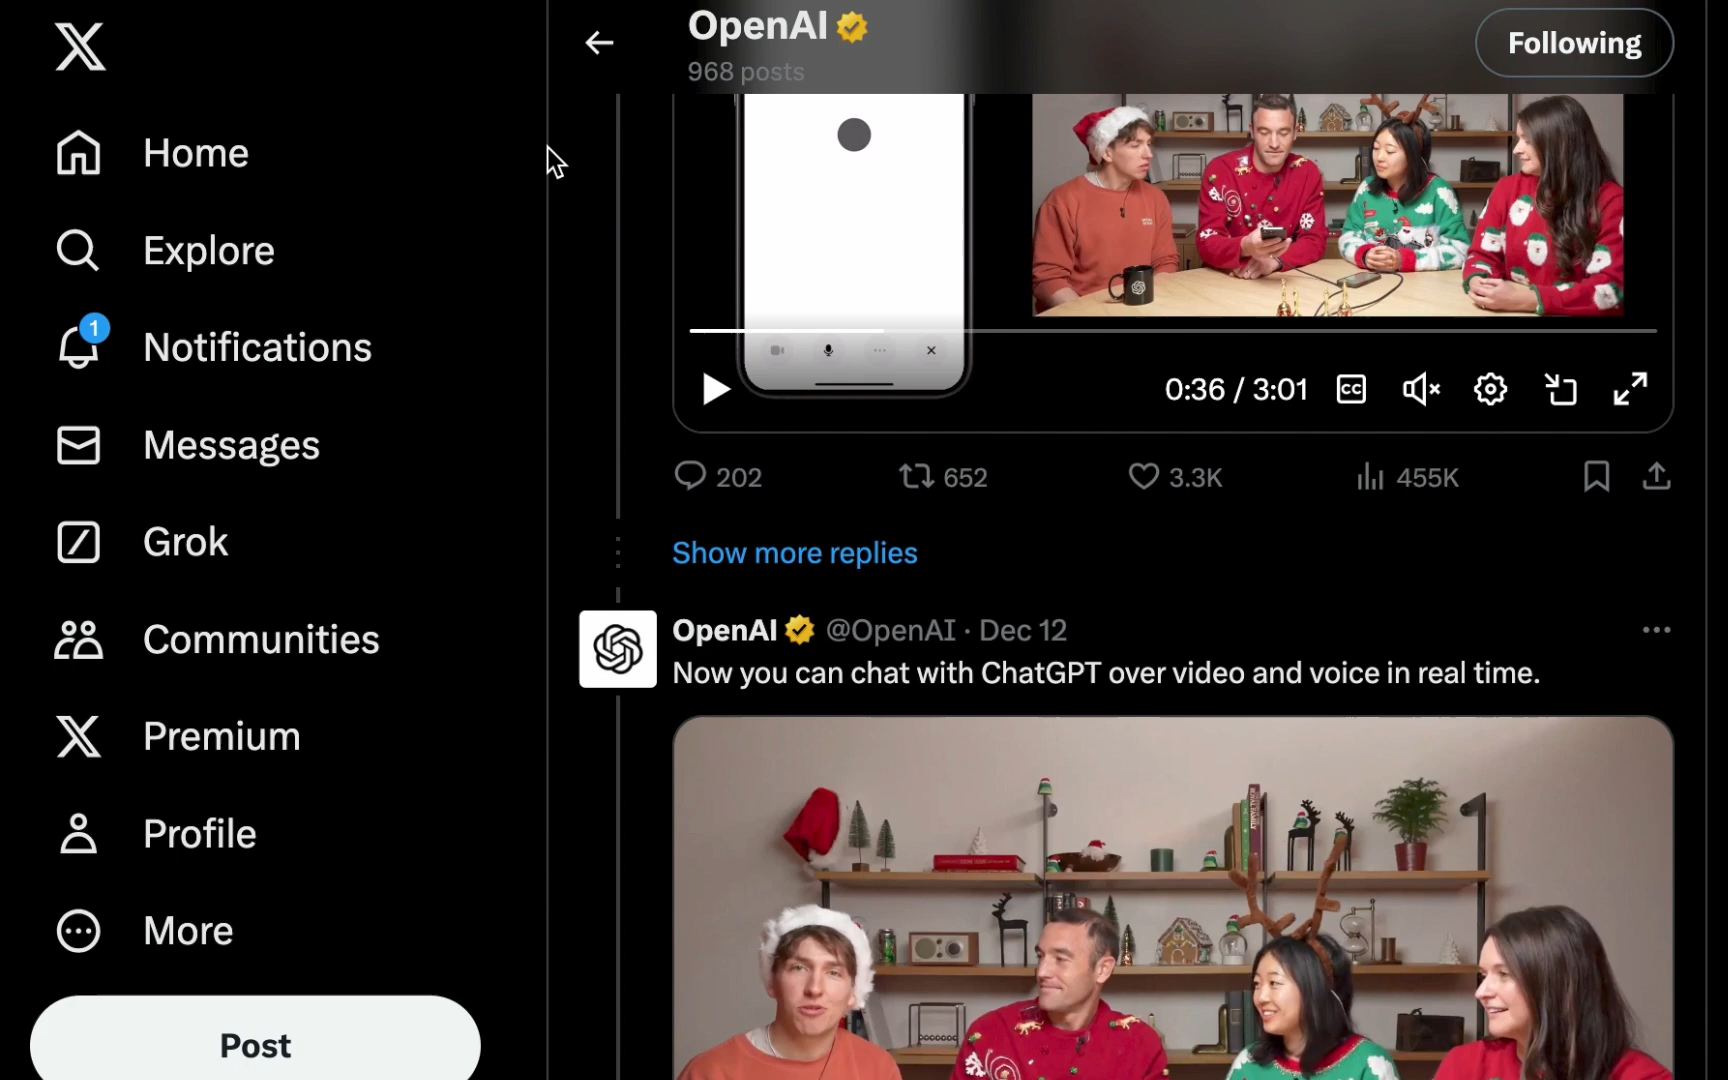 OpenAI
968 posts
Following
Home
Explore
1
Notifications
Messages
Grok
Communities
Premium
Profile
More
Post
0:36 / 3:01
CC
202
652
3.3K
455K
Show more replies
OpenAI @OpenAI · Dec 12
Now you can chat with ChatGPT over video and voice in real time.